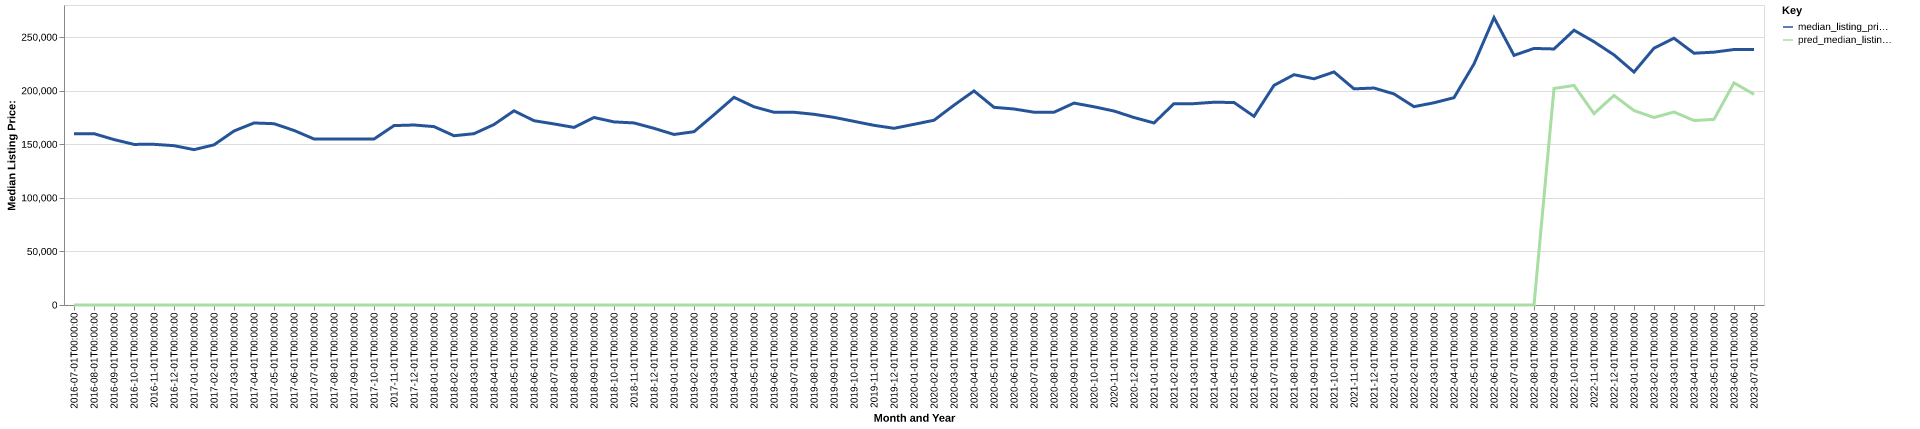 Key
median_listing_pri…
pred_median_listin…
Median Listing Price:
250,000
200,000
150,000
100,000
50,000
0
2016-07-01T00:00:00
2016-08-01T00:00:00
2016-09-01T00:00:00
2016-10-01T00:00:00
2016-11-01T00:00:00
2016-12-01T00:00:00
2017-01-01T00:00:00
2017-02-01T00:00:00
2017-03-01T00:00:00
2017-04-01T00:00:00
2017-05-01T00:00:00
2017-06-01T00:00:00
2017-07-01T00:00:00
2017-08-01T00:00:00
2017-09-01T00:00:00
2017-10-01T00:00:00
2017-11-01T00:00:00
2017-12-01T00:00:00
2018-01-01T00:00:00
2018-02-01T00:00:00
2018-03-01T00:00:00
2018-04-01T00:00:00
2018-05-01T00:00:00
2018-06-01T00:00:00
2018-07-01T00:00:00
2018-08-01T00:00:00
2018-09-01T00:00:00
2018-10-01T00:00:00
2018-11-01T00:00:00
2018-12-01T00:00:00
2019-01-01T00:00:00
2019-02-01T00:00:00
2019-03-01T00:00:00
2019-04-01T00:00:00
2019-05-01T00:00:00
2019-06-01T00:00:00
2019-07-01T00:00:00
2019-08-01T00:00:00
2019-09-01T00:00:00
2019-10-01T00:00:00
2019-11-01T00:00:00
2019-12-01T00:00:00
2020-01-01T00:00:00
2020-02-01T00:00:00
2020-03-01T00:00:00
2020-04-01T00:00:00
2020-05-01T00:00:00
2020-06-01T00:00:00
2020-07-01T00:00:00
2020-08-01T00:00:00
2020-09-01T00:00:00
2020-10-01T00:00:00
2020-11-01T00:00:00
2020-12-01T00:00:00
2021-01-01T00:00:00
2021-02-01T00:00:00
2021-03-01T00:00:00
2021-04-01T00:00:00
2021-05-01T00:00:00
2021-06-01T00:00:00
2021-07-01T00:00:00
2021-08-01T00:00:00
2021-09-01T00:00:00
2021-10-01T00:00:00
2021-11-01T00:00:00
2021-12-01T00:00:00
2022-01-01T00:00:00
2022-02-01T00:00:00
2022-03-01T00:00:00
2022-04-01T00:00:00
2022-05-01T00:00:00
2022-06-01T00:00:00
2022-07-01T00:00:00
2022-08-01T00:00:00
2022-09-01T00:00:00
2022-10-01T00:00:00
2022-11-01T00:00:00
2022-12-01T00:00:00
2023-01-01T00:00:00
2023-02-01T00:00:00
2023-03-01T00:00:00
2023-04-01T00:00:00
2023-05-01T00:00:00
2023-06-01T00:00:00
2023-07-01T00:00:00
Month and Year